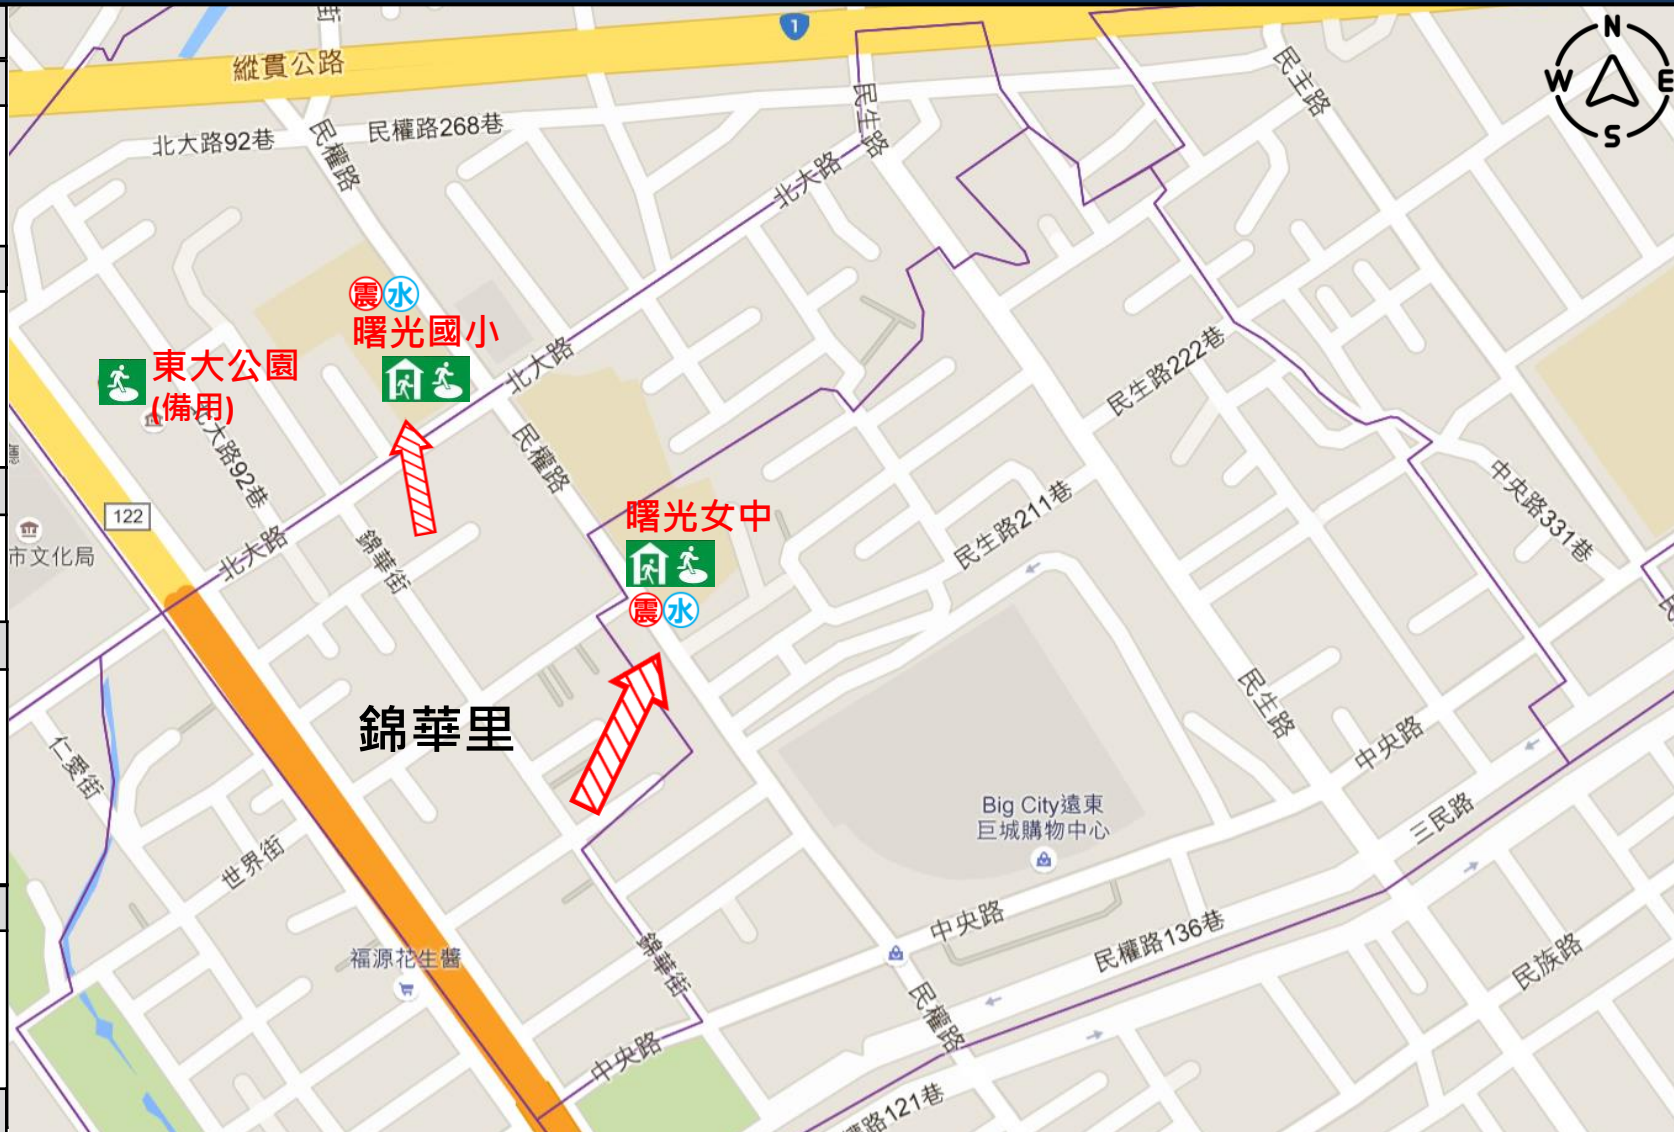 1
縱貫公路
N
W
E
S
民主路
民生路
北大路92巷
民權路
民權路268巷
北大路
震 水
曙光國小
東大公園
(備用)
北大路
民生路222巷
北大路92巷
民權路
122
曙光女中
震 水
市文化局
北大路
錦華街
民生路211巷
中央路331巷
錦華里
仁愛街
民生路
中央路
Big City遠東
巨城購物中心
三民路
世界街
中央路
民權路136巷
民族路
福源花生醬
錦華街
民權路
中央路
路121巷